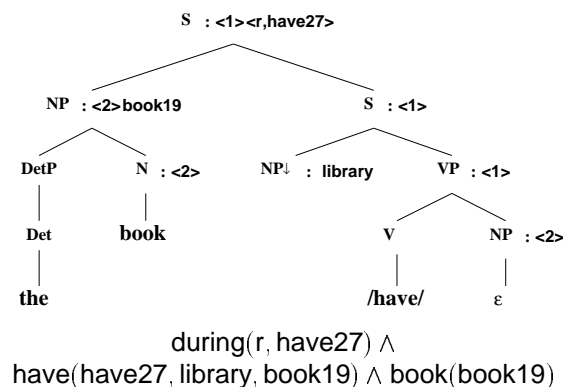 S : <1><r,have27>
NP : <2>book19 S : <1>
DetP N : <2> NP↓ : library VP : <1>
Det book V NP : <2>
the /have/ ε
during(r, have27) ∧
have(have27, library, book19) ∧ book(book19)